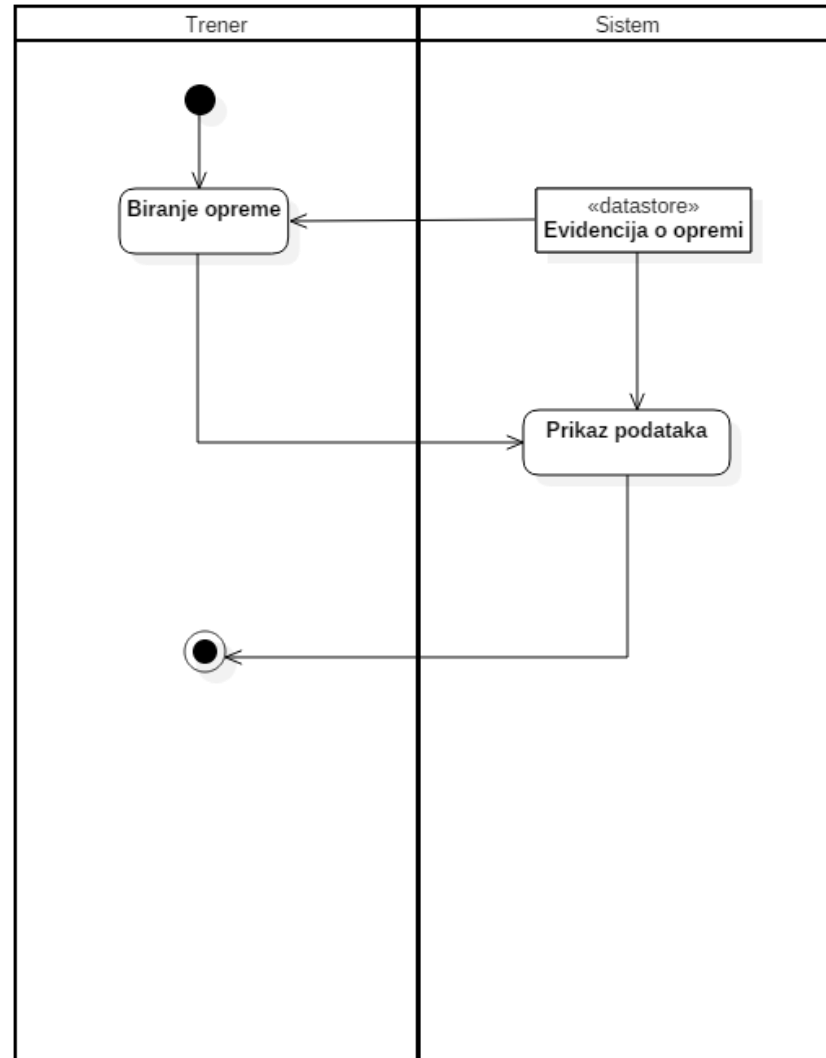 Trener
Sistem
Biranje opreme
«datastore»
Evidencija o opremi
Prikaz podataka